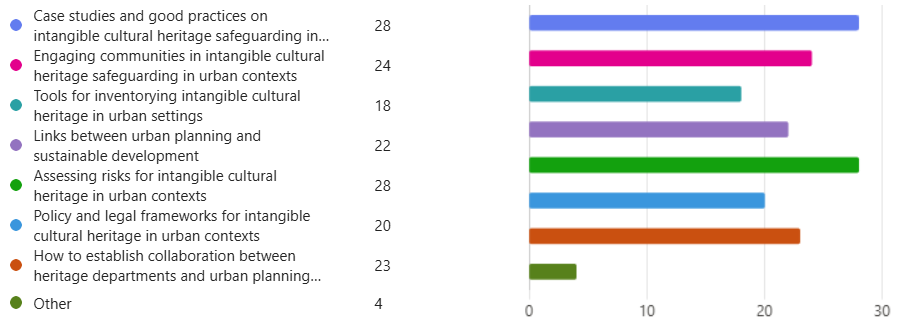 Case studies and good practices on
intangible cultural heritage safeguarding in...
28
Engaging communities in intangible cultural
heritage safeguarding in urban contexts
24
Tools for inventorying intangible cultural
heritage in urban settings
18
Links between urban planning and
sustainable development
22
Assessing risks for intangible cultural
heritage in urban contexts
28
Policy and legal frameworks for intangible
cultural heritage in urban contexts
20
How to establish collaboration between
heritage departments and urban planning...
23
Other
4
0 10 20 30